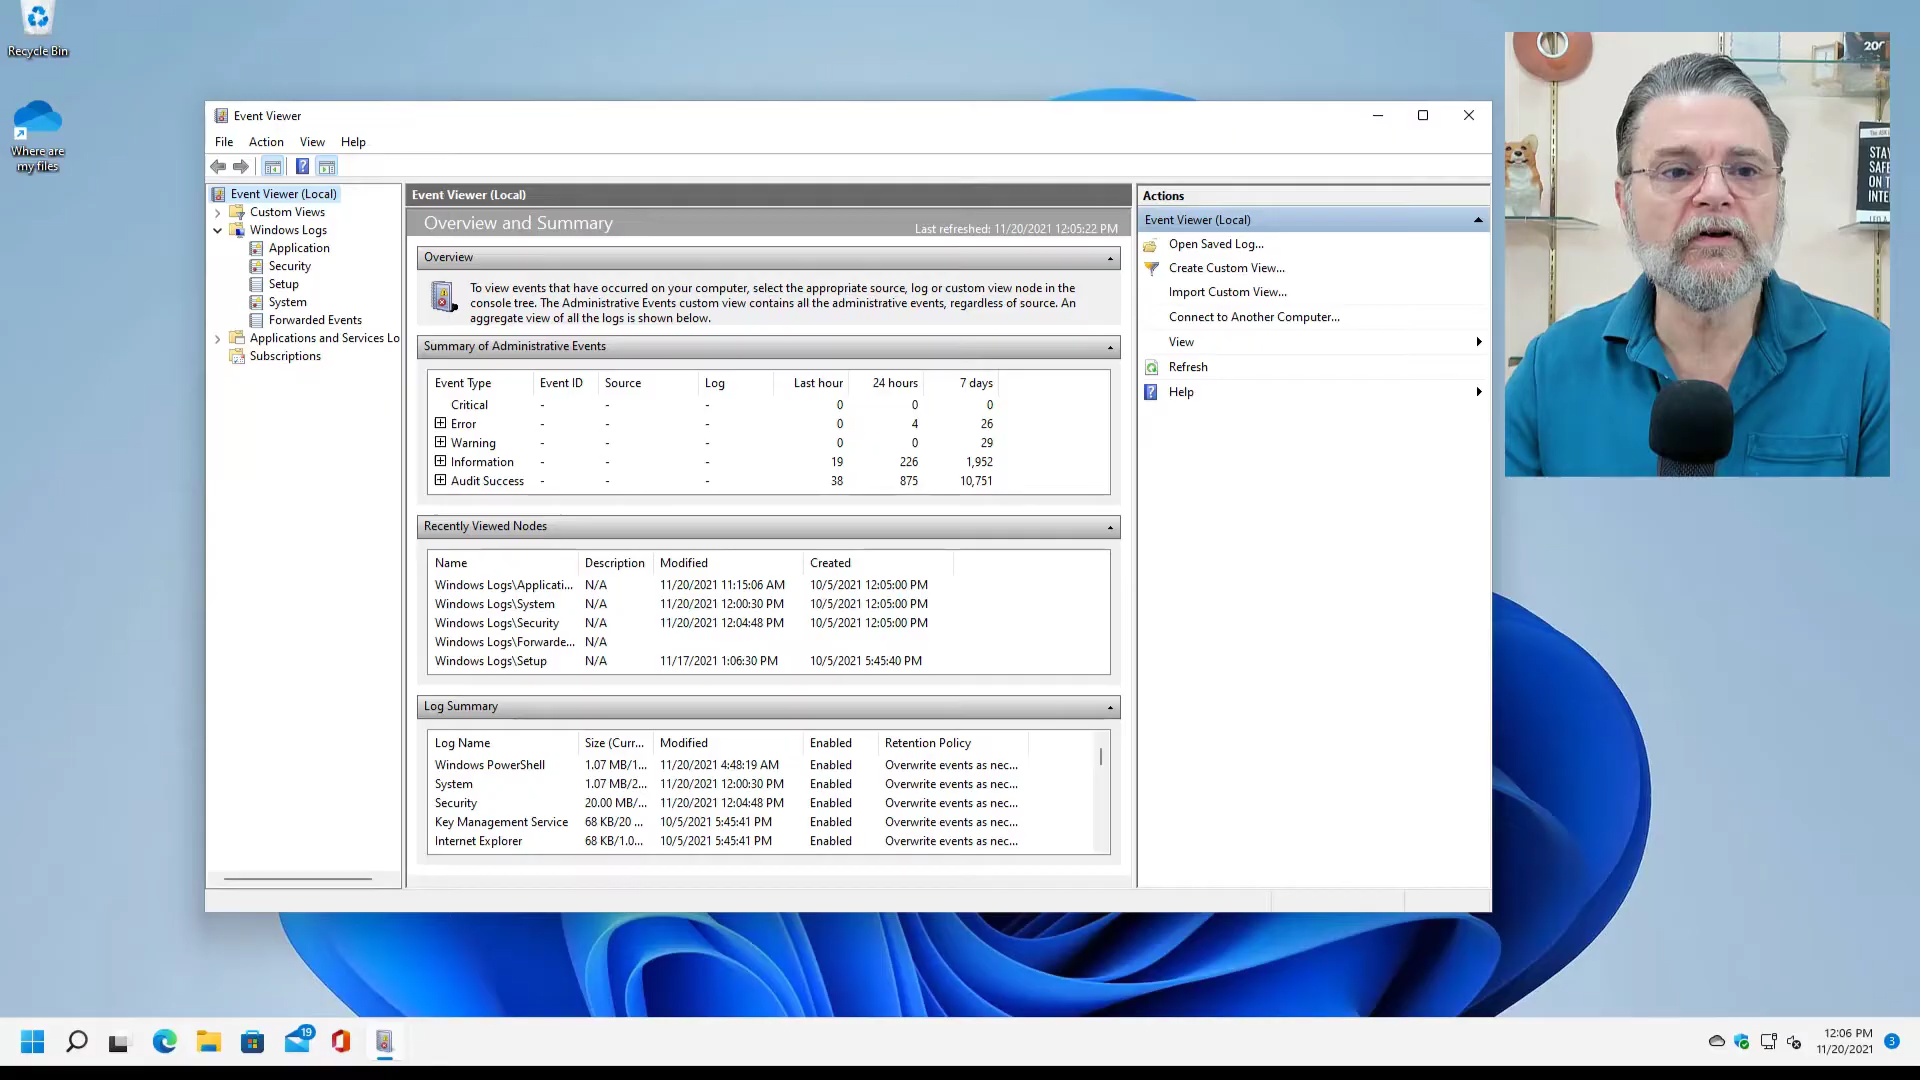 Recycle Bin
Where are
my files
Event Viewer
File Action View Help
Event Viewer (Local)
Custom Views
Windows Logs
Application
Security
Setup
System
Forwarded Events
Applications and Services Lo
Subscriptions
Event Viewer (Local)
Overview and Summary
Last refreshed: 11/20/2021 12:05:22 PM
Overview
To view events that have occurred on your computer, select the appropriate source, log or custom view node in the
console tree. The Administrative Events custom view contains all the administrative events, regardless of source. An
aggregate view of all the logs is shown below.
Summary of Administrative Events
Event Type Event ID Source Log Last hour 24 hours 7 days
Critical - - - 0 0 0
Error - - - 0 4 26
Warning - - - 0 0 29
Information - - - 19 226 1,952
Audit Success - - - 38 875 10,751
Recently Viewed Nodes
Name Description Modified Created
Windows Logs\Applicati... N/A 11/20/2021 11:15:06 AM 10/5/2021 12:05:00 PM
Windows Logs\System N/A 11/20/2021 12:00:30 PM 10/5/2021 12:05:00 PM
Windows Logs\Security N/A 11/20/2021 12:04:48 PM 10/5/2021 12:05:00 PM
Windows Logs\Forwarde... N/A
Windows Logs\Setup N/A 11/17/2021 1:06:30 PM 10/5/2021 5:45:40 PM
Log Summary
Log Name Size (Curr... Modified Enabled Retention Policy
Windows PowerShell 1.07 MB/1... 11/20/2021 4:48:19 AM Enabled Overwrite events as nec...
System 1.07 MB/2... 11/20/2021 12:00:30 PM Enabled Overwrite events as nec...
Security 20.00 MB/... 11/20/2021 12:04:48 PM Enabled Overwrite events as nec...
Key Management Service 68 KB/20 ... 10/5/2021 5:45:41 PM Enabled Overwrite events as nec...
Internet Explorer 68 KB/1.0... 10/5/2021 5:45:41 PM Enabled Overwrite events as nec...
Actions
Event Viewer (Local)
Open Saved Log...
Create Custom View...
Import Custom View...
Connect to Another Computer...
View
Refresh
Help
STAY
SAFE
ON T
INTE
19
12:06 PM
11/20/2021
3